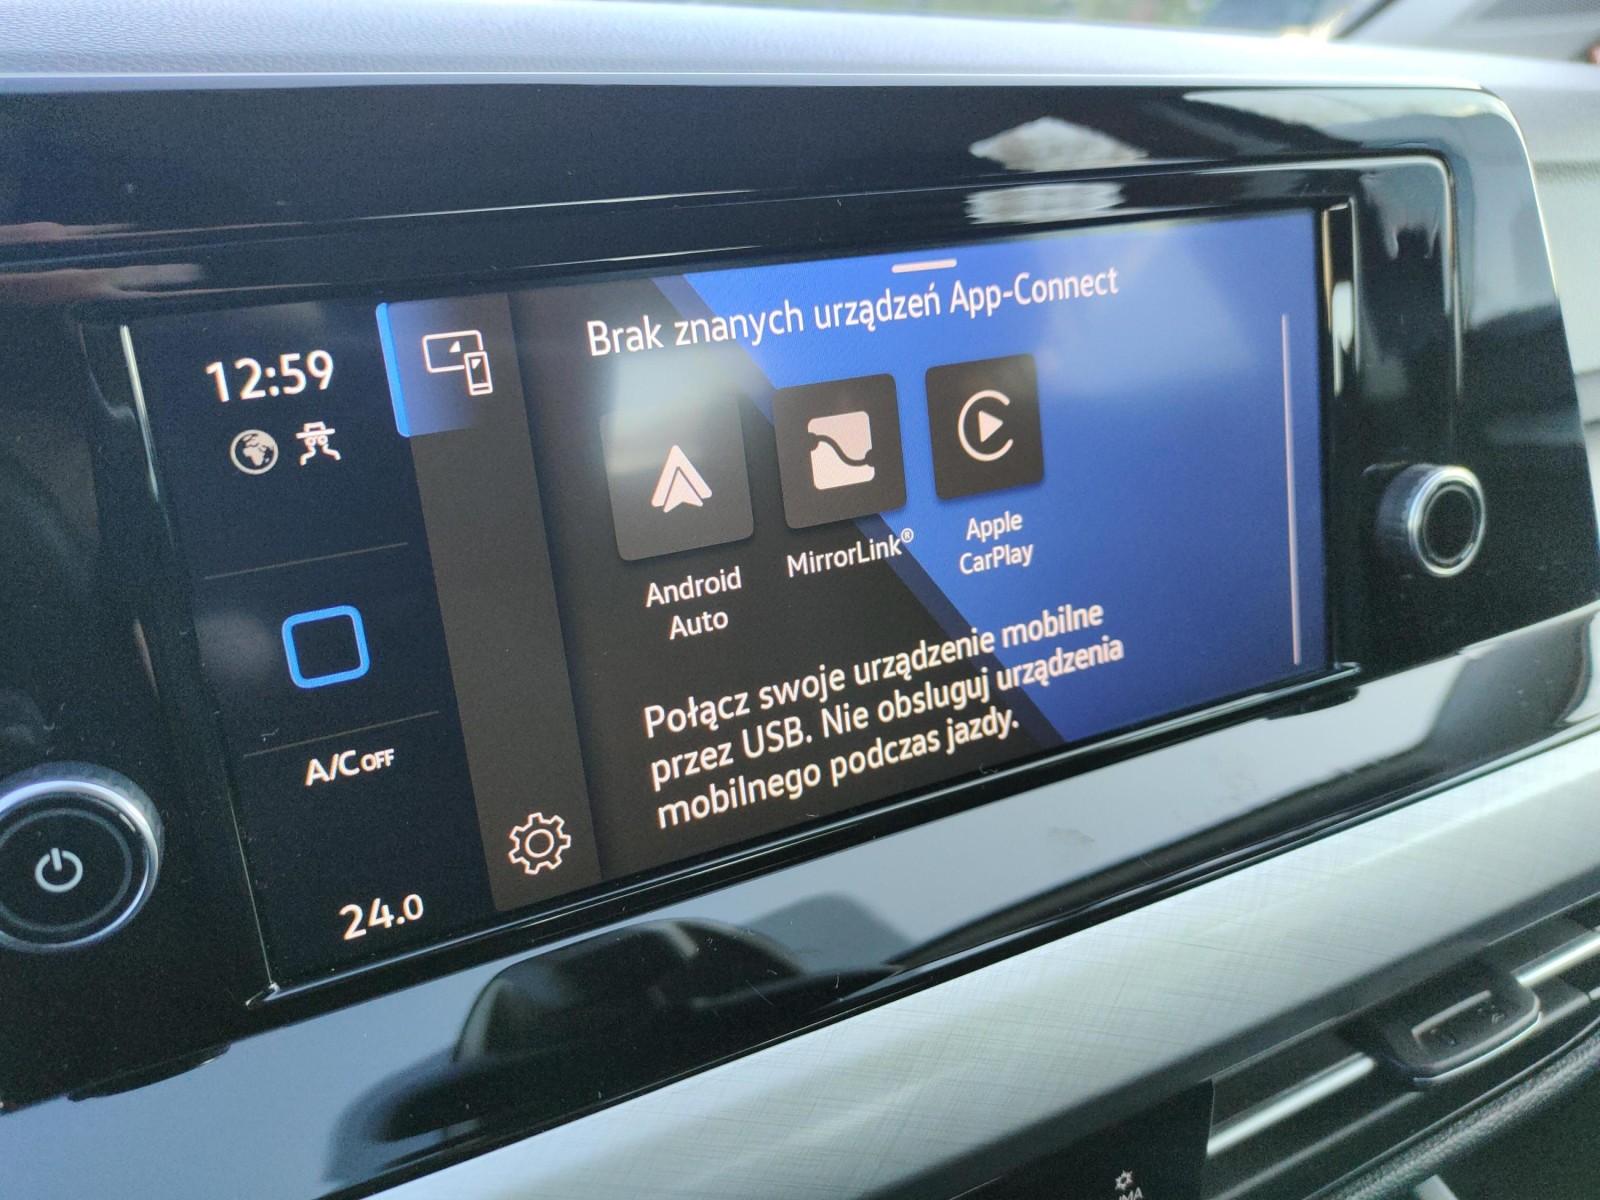 12:59
A/C OFF
24.0
Brak znanych urządzeń App-Connect
Android
Auto
MirrorLink®
Apple
CarPlay
Połącz swoje urządzenie mobilne
przez USB. Nie obsługuj urządzenia
mobilnego podczas jazdy.